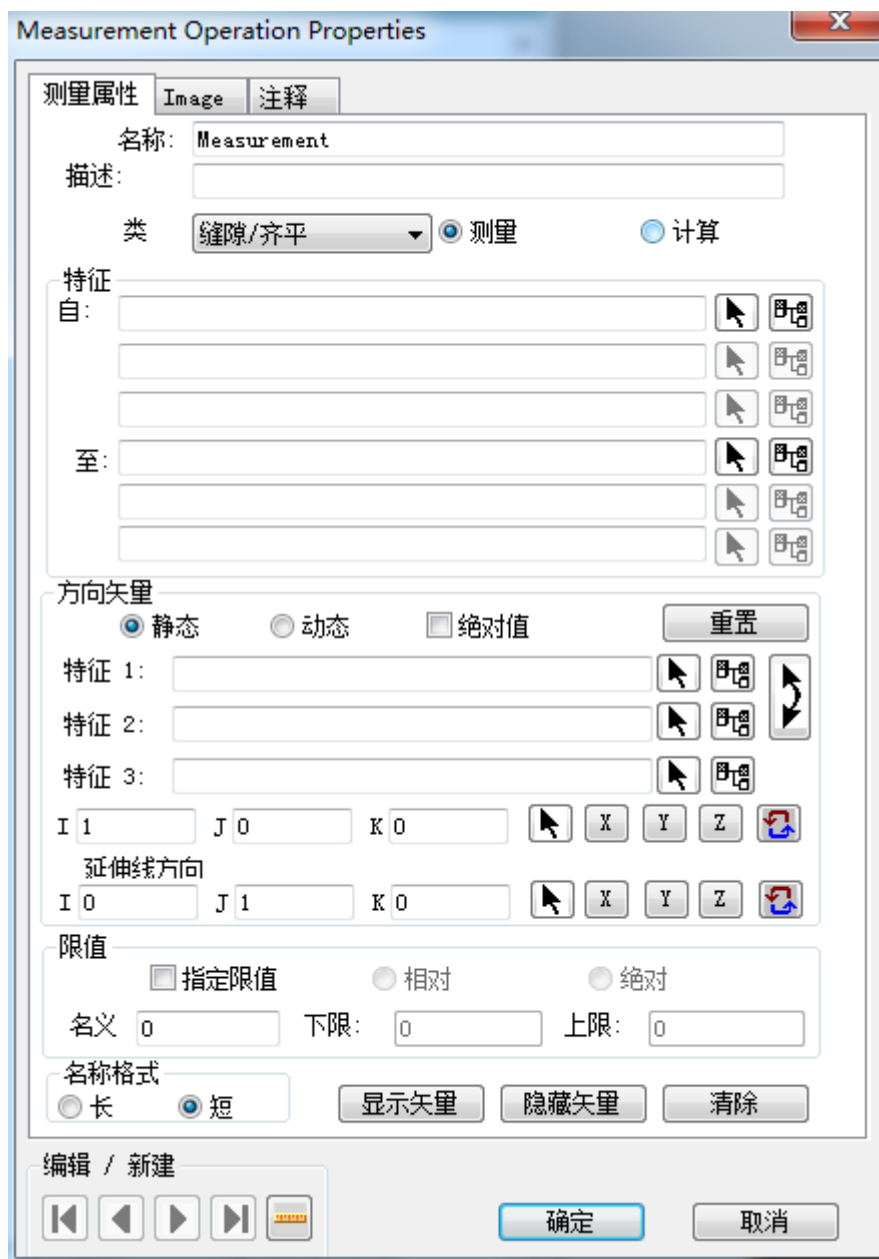 Measurement Operation Properties
测量属性 Image 注释
名称: Measurement
描述:
类 缝隙/齐平 测量 计算
特征
自:
至:
方向矢量
静态 动态 绝对值 重置
特征 1:
特征 2:
特征 3:
I 1 J 0 K 0 X Y Z
延伸线方向
I 0 J 1 K 0 X Y Z
限值
指定限值 相对 绝对
名义 0 下限: 0 上限: 0
名称格式
长 短 显示矢量 隐藏矢量 清除
编辑 / 新建
确定 取消